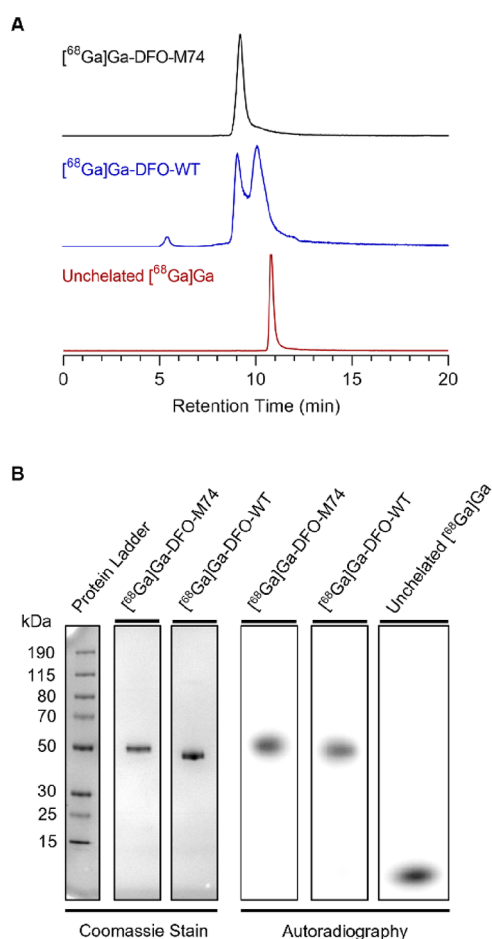 A
[⁶⁸Ga]Ga-DFO-M74
[⁶⁸Ga]Ga-DFO-WT
Unchelated [⁶⁸Ga]Ga
0 5 10 15 20
Retention Time (min)
B
Protein Ladder
[⁶⁸Ga]Ga-DFO-M74
[⁶⁸Ga]Ga-DFO-WT
[⁶⁸Ga]Ga-DFO-M74
[⁶⁸Ga]Ga-DFO-WT
Unchelated [⁶⁸Ga]Ga
kDa
190
115
80
70
50
30
25
15
Coomassie Stain
Autoradiography